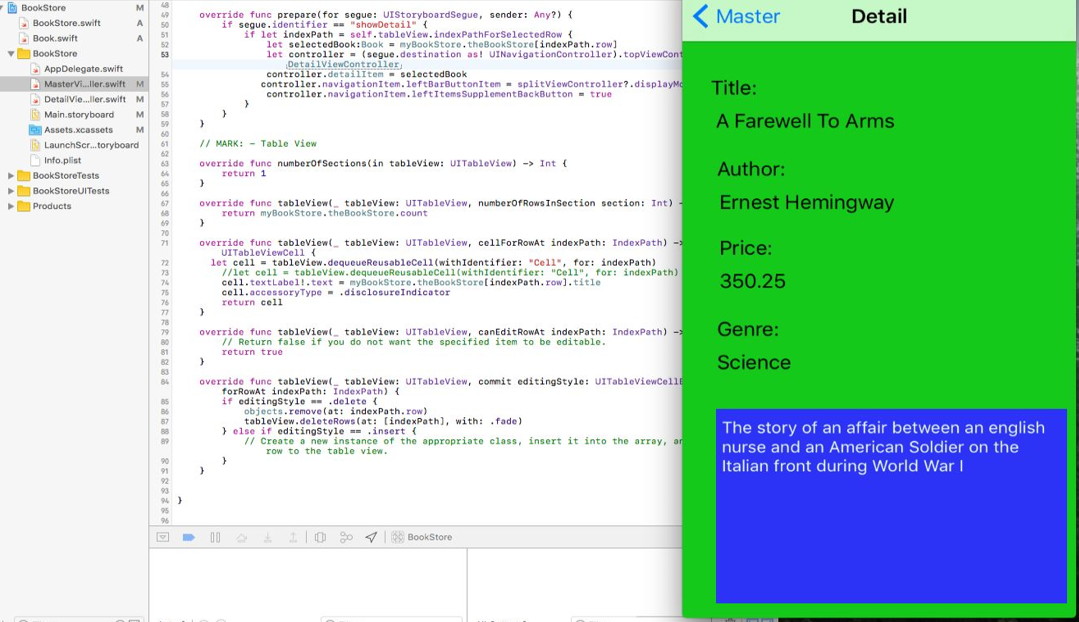 BookStore M
BookStore.swift A
Book.swift A
BookStore
AppDelegate.swift
MasterVi...ller.swift M
DetailVie...ller.swift M
Main.storyboard M
Assets.xcassets M
LaunchScr...toryboard
Info.plist
BookStoreTests
BookStoreUITests
Products
48
49 override func prepare(for segue: UIStoryboardSegue, sender: Any?) {
50 if segue.identifier == "showDetail" {
51 if let indexPath = self.tableView.indexPathForSelectedRow {
52 let selectedBook:Book = myBookStore.theBookStore[indexPath.row]
53 let controller = (segue.destination as! UINavigationController).topViewCont
DetailViewController
54 controller.detailItem = selectedBook
55 controller.navigationItem.leftBarButtonItem = splitViewController?.displayMo
56 controller.navigationItem.leftItemsSupplementBackButton = true
57 }
58 }
59 }
60
61 // MARK: - Table View
62
63 override func numberOfSections(in tableView: UITableView) -> Int {
64 return 1
65 }
66
67 override func tableView(_ tableView: UITableView, numberOfRowsInSection section: Int) -
68 return myBookStore.theBookStore.count
69 }
70
71 override func tableView(_ tableView: UITableView, cellForRowAt indexPath: IndexPath) ->
UITableViewCell {
72 let cell = tableView.dequeueReusableCell(withIdentifier: "Cell", for: indexPath)
73 //let cell = tableView.dequeueReusableCell(withIdentifier: "Cell", for: indexPath)
74 cell.textLabel!.text = myBookStore.theBookStore[indexPath.row].title
75 cell.accessoryType = .disclosureIndicator
76 return cell
77 }
78
79 override func tableView(_ tableView: UITableView, canEditRowAt indexPath: IndexPath) ->
80 // Return false if you do not want the specified item to be editable.
81 return true
82 }
83
84 override func tableView(_ tableView: UITableView, commit editingStyle: UITableViewCellE
forRowAt indexPath: IndexPath) {
85 if editingStyle == .delete {
86 objects.remove(at: indexPath.row)
87 tableView.deleteRows(at: [indexPath], with: .fade)
88 } else if editingStyle == .insert {
89 // Create a new instance of the appropriate class, insert it into the array, an
row to the table view.
90 }
91 }
92
93
94 }
95
96
BookStore
Master Detail
Title:
A Farewell To Arms
Author:
Ernest Hemingway
Price:
350.25
Genre:
Science
The story of an affair between an english
nurse and an American Soldier on the
Italian front during World War I